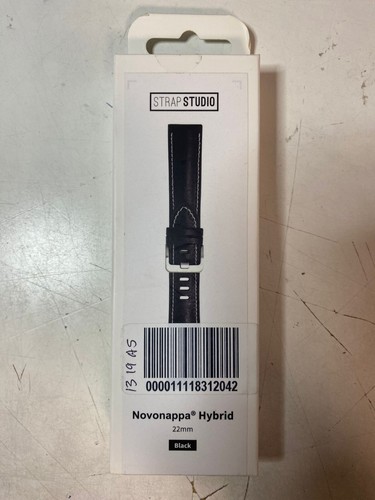 STRAP STUDIO
13 19 A5
000011118312042
Novonappa® Hybrid
22mm
Black